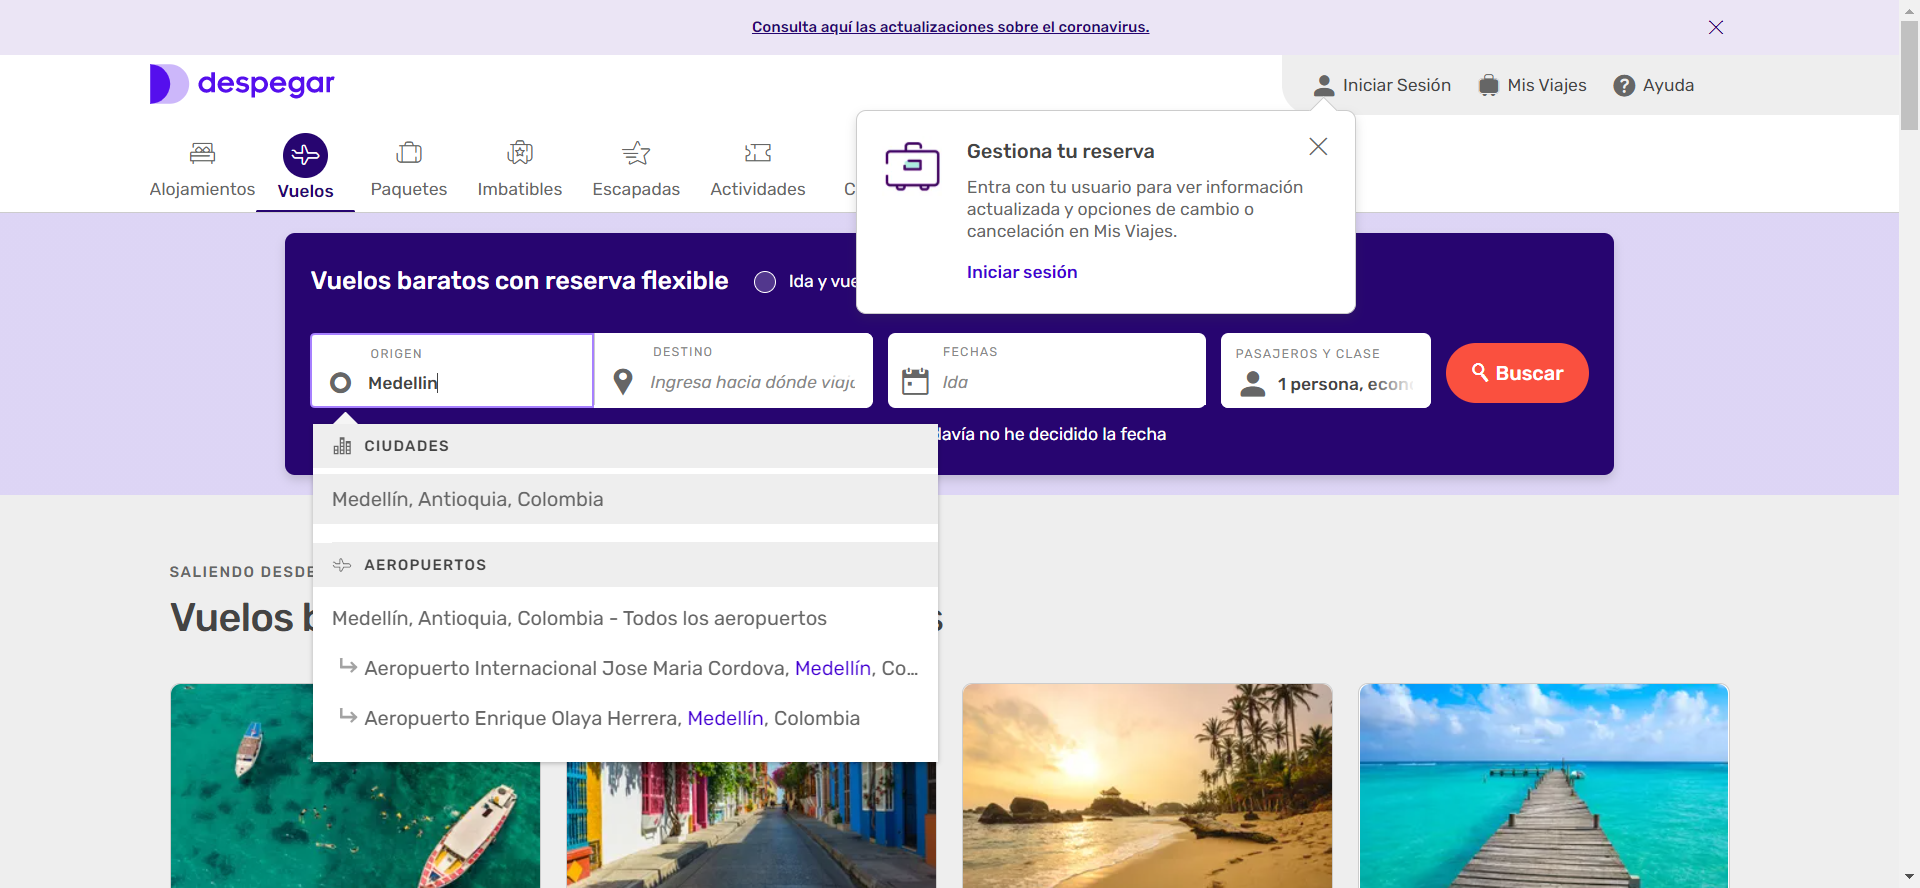 Consulta aquí las actualizaciones sobre el coronavirus.
despegar
Iniciar Sesión
Mis Viajes
Ayuda
Alojamientos
Vuelos
Paquetes
Imbatibles
Escapadas
Actividades
C
Gestiona tu reserva
Entra con tu usuario para ver información
actualizada y opciones de cambio o
cancelación en Mis Viajes.
Iniciar sesión
Vuelos baratos con reserva flexible
Ida y vue
ORIGEN
Medellin
DESTINO
Ingresa hacia dónde viaja
FECHAS
Ida
PASAJEROS Y CLASE
1 persona, econ
Buscar
davía no he decidido la fecha
CIUDADES
Medellín, Antioquia, Colombia
AEROPUERTOS
Medellín, Antioquia, Colombia - Todos los aeropuertos
Aeropuerto Internacional Jose Maria Cordova, Medellín, Co...
Aeropuerto Enrique Olaya Herrera, Medellín, Colombia
SALIENDO DESDE
Vuelos b
s